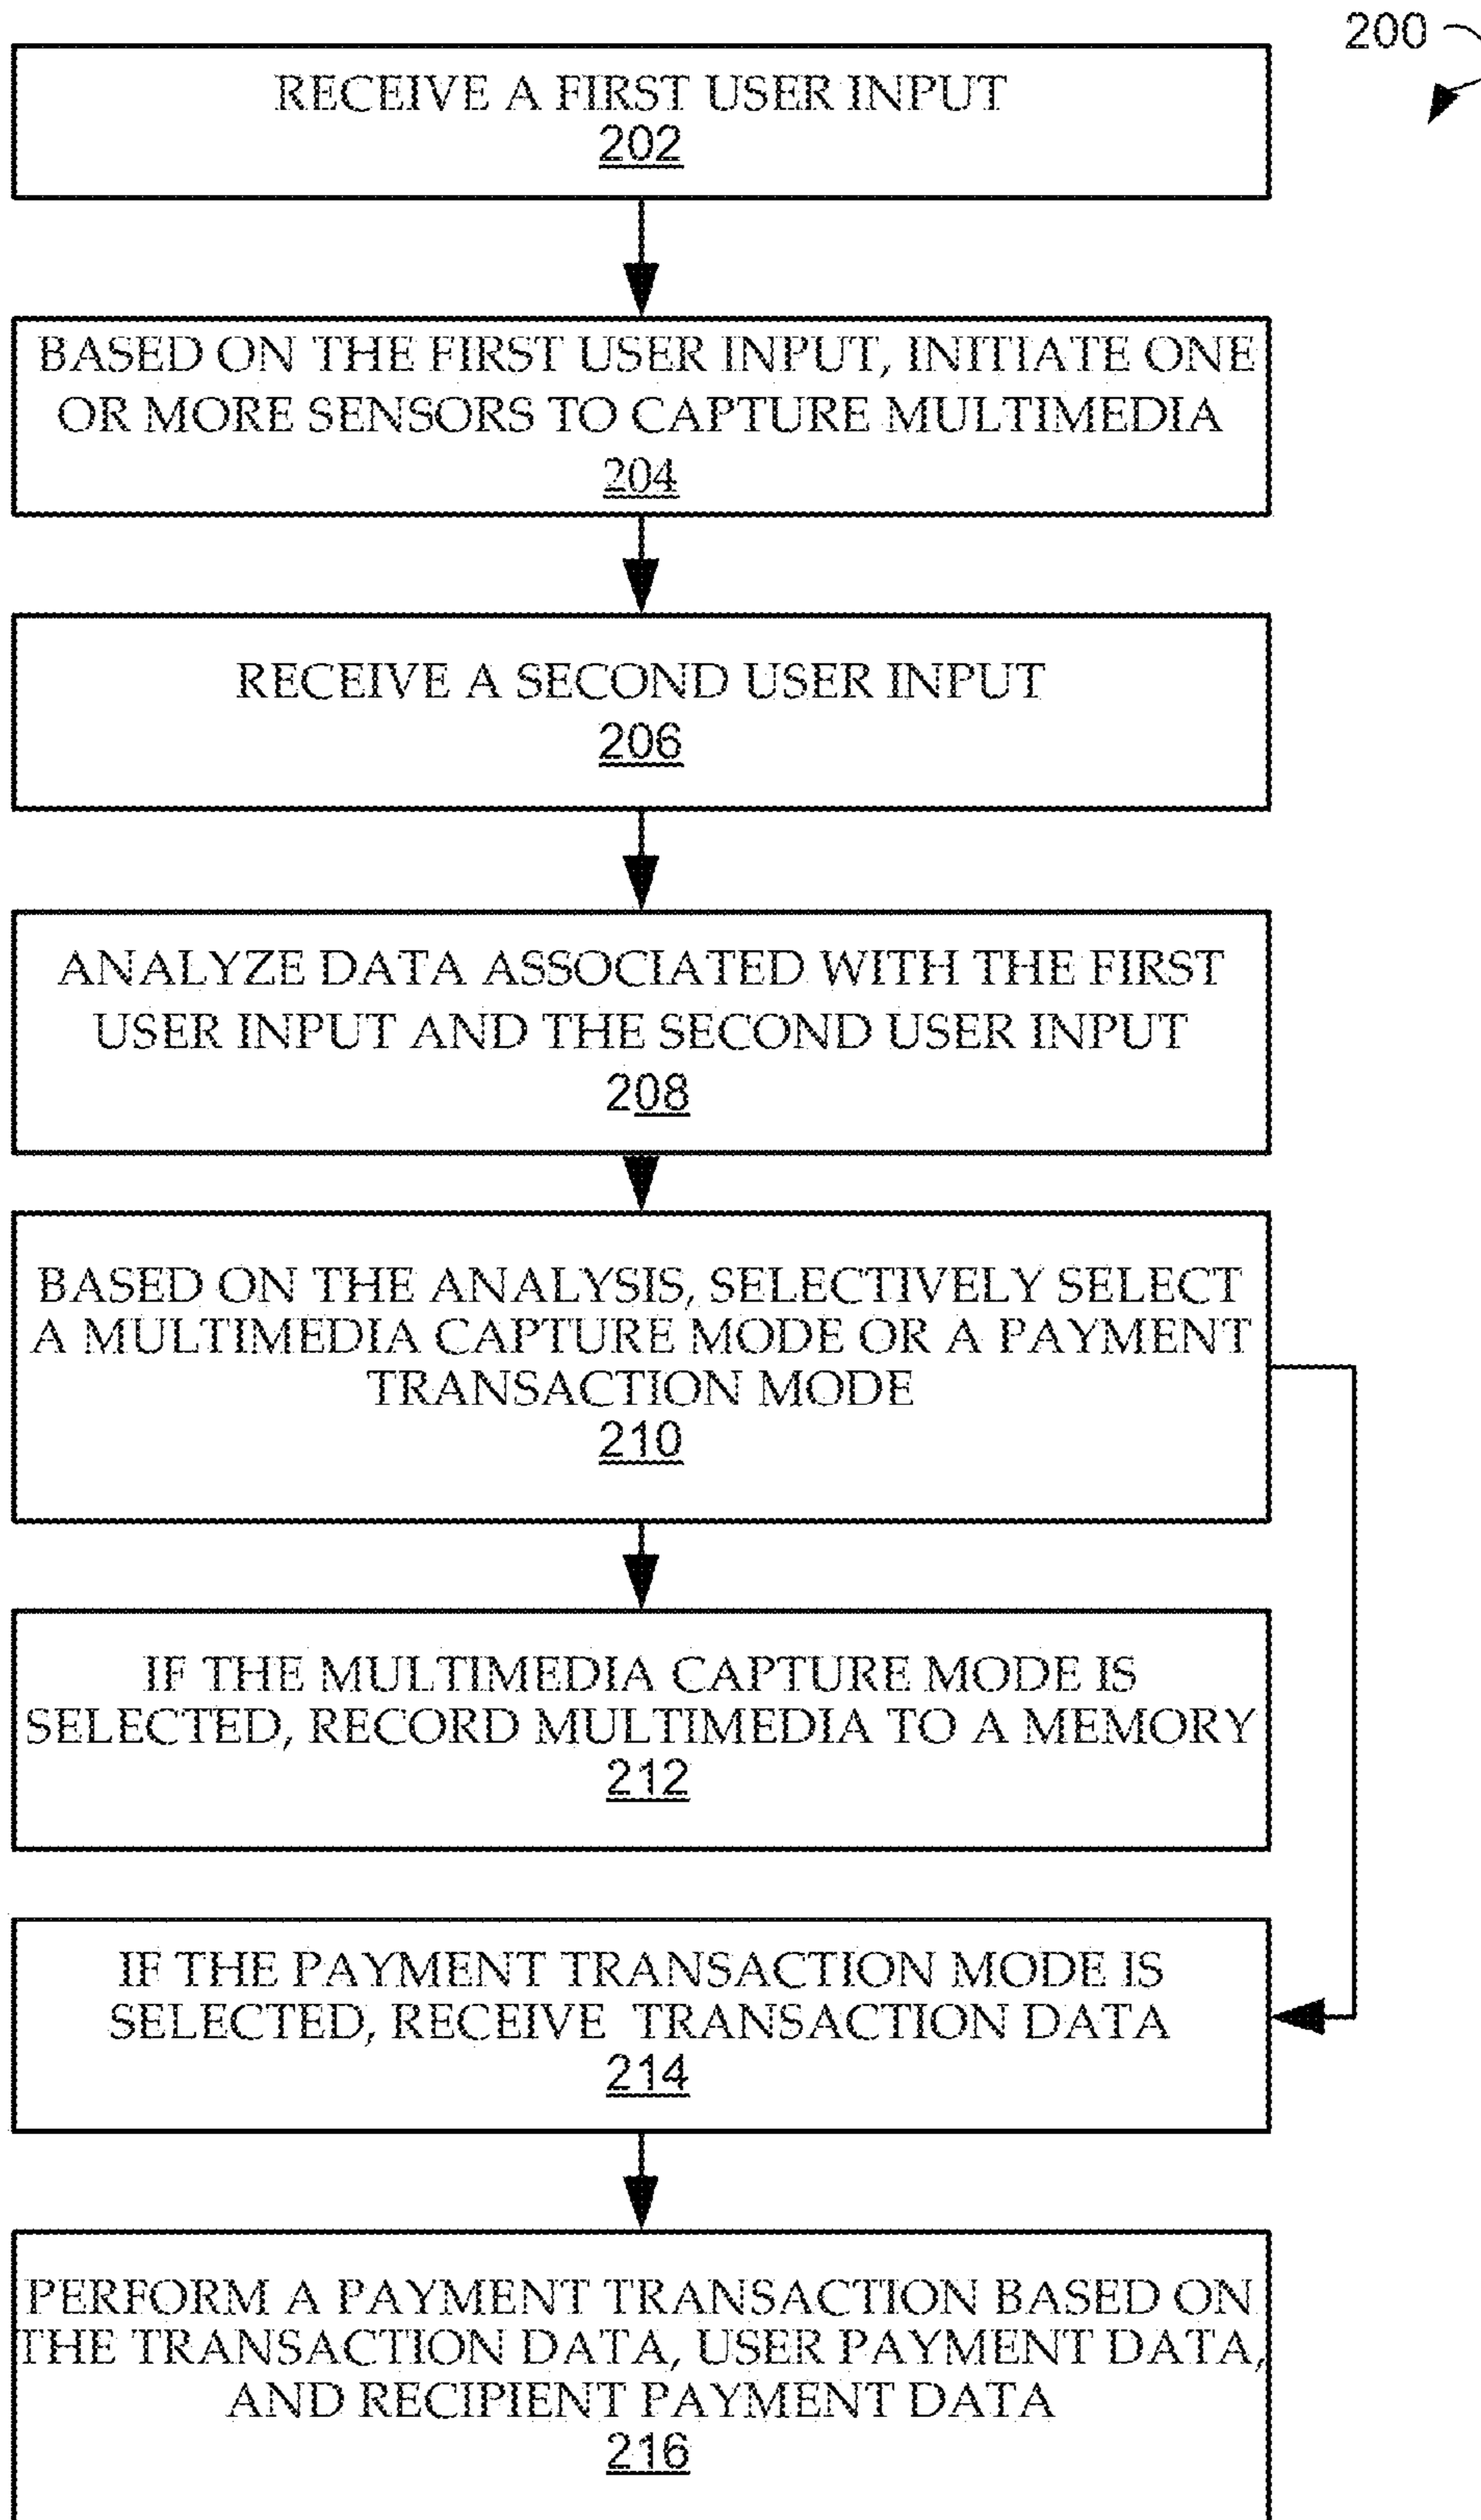 200
RECEIVE A FIRST USER INPUT
202
BASED ON THE FIRST USER INPUT, INITIATE ONE
OR MORE SENSORS TO CAPTURE MULTIMEDIA
204
RECEIVE A SECOND USER INPUT
206
ANALYZE DATA ASSOCIATED WITH THE FIRST
USER INPUT AND THE SECOND USER INPUT
208
BASED ON THE ANALYSIS, SELECTIVELY SELECT
A MULTIMEDIA CAPTURE MODE OR A PAYMENT
TRANSACTION MODE
210
IF THE MULTIMEDIA CAPTURE MODE IS
SELECTED, RECORD MULTIMEDIA TO A MEMORY
212
IF THE PAYMENT TRANSACTION MODE IS
SELECTED, RECEIVE TRANSACTION DATA
214
PERFORM A PAYMENT TRANSACTION BASED ON
THE TRANSACTION DATA, USER PAYMENT DATA,
AND RECIPIENT PAYMENT DATA
216